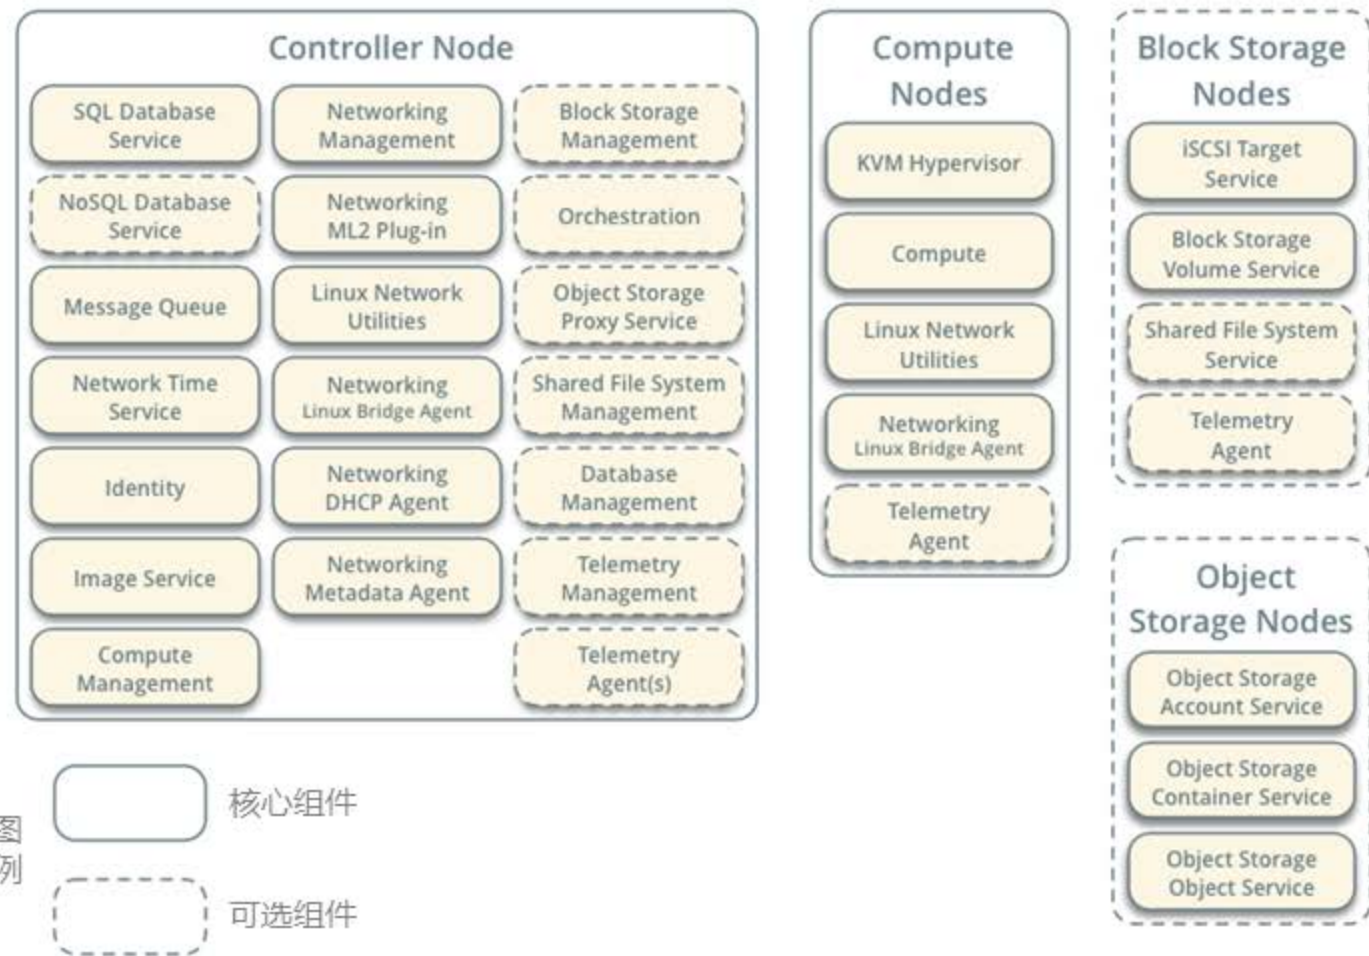 Controller Node
SQL Database
Service
NoSQL Database
Service
Message Queue
Network Time
Service
Identity
Image Service
Compute
Management
Networking
Management
Networking
ML2 Plug-in
Linux Network
Utilities
Networking
Linux Bridge Agent
Networking
DHCP Agent
Networking
Metadata Agent
Block Storage
Management
Orchestration
Object Storage
Proxy Service
Shared File System
Management
Database
Management
Telemetry
Management
Telemetry
Agent(s)
Compute
Nodes
KVM Hypervisor
Compute
Linux Network
Utilities
Networking
Linux Bridge Agent
Telemetry
Agent
Block Storage
Nodes
iSCSI Target
Service
Block Storage
Volume Service
Shared File System
Service
Telemetry
Agent
Object
Storage Nodes
Object Storage
Account Service
Object Storage
Container Service
Object Storage
Object Service
图
例
核心组件
可选组件